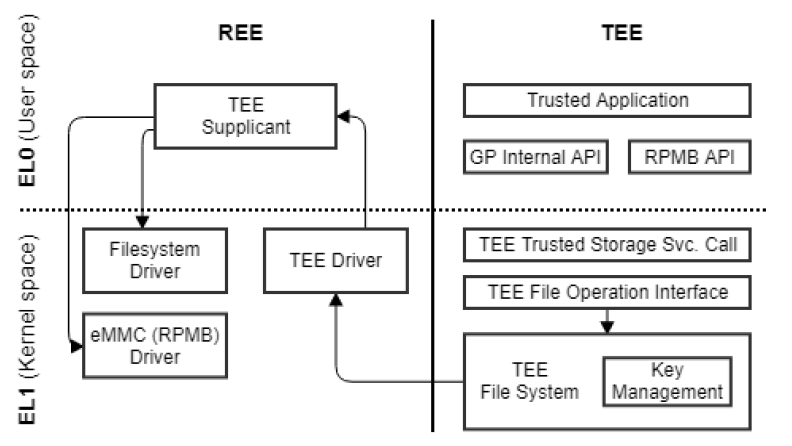 REE
TEE
EL0 (User space)
TEE
Supplicant
Trusted Application
GP Internal API
RPMB API
EL1 (Kernel space)
Filesystem
Driver
TEE Driver
eMMC (RPMB)
Driver
TEE Trusted Storage Svc. Call
TEE File Operation Interface
TEE
File System
Key
Management